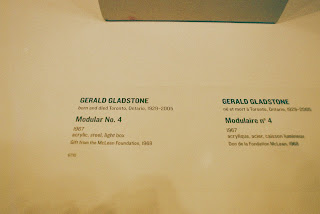 GERALD GLADSTONE
born and died Toronto, Ontario, 1929–2005
Modular No. 4
1967
acrylic, steel, light box
Gift from the McLean Foundation, 1969
GERALD GLADSTONE
né et mort à Toronto, Ontario, 1929–2005
Modulaire n° 4
1967
acrylique, acier, caisson lumineux
Don de la Fondation McLean, 1969